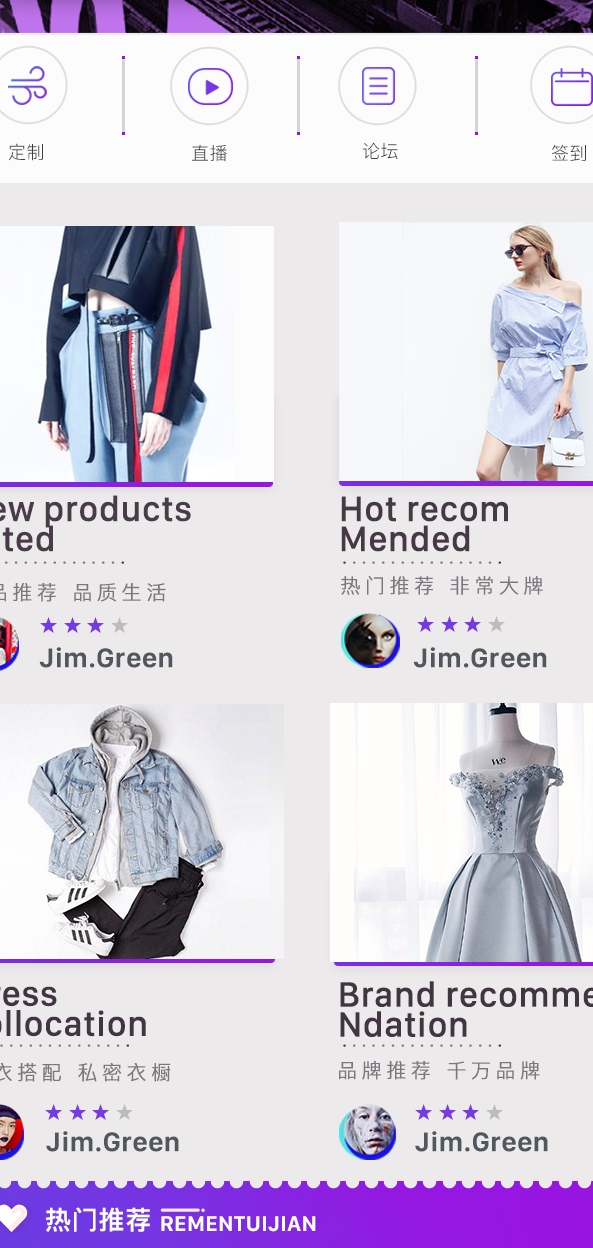 定制
直播
论坛
签到
ew products
ted
品推荐 品质生活
Jim.Green
Hot recom
Mended
热门推荐 非常大牌
Jim.Green
ress
ollocation
衣搭配 私密衣橱
Jim.Green
Brand recomme
Ndation
品牌推荐 千万品牌
Jim.Green
热门推荐 REMENTUIJIAN